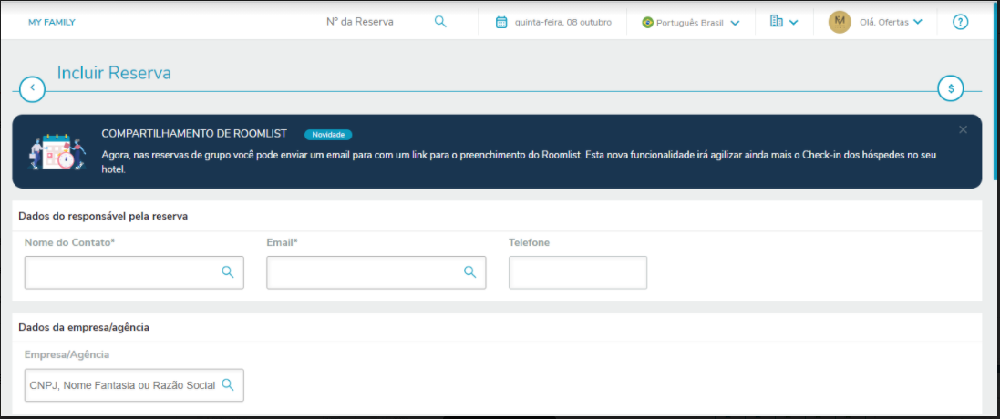 MY FAMILY
Nº da Reserva
quinta-feira, 08 outubro
Português Brasil
KM
Olá, Ofertas
?
Incluir Reserva
$
COMPARTILHAMENTO DE ROOMLIST
Novidade
Agora, nas reservas de grupo você pode enviar um email para com um link para o preenchimento do Roomlist. Esta nova funcionalidade irá agilizar ainda mais o Check-in dos hóspedes no seu
hotel.
Dados do responsável pela reserva
Nome do Contato*
Email*
Telefone
Dados da empresa/agência
Empresa/Agência
CNPJ, Nome Fantasia ou Razão Social